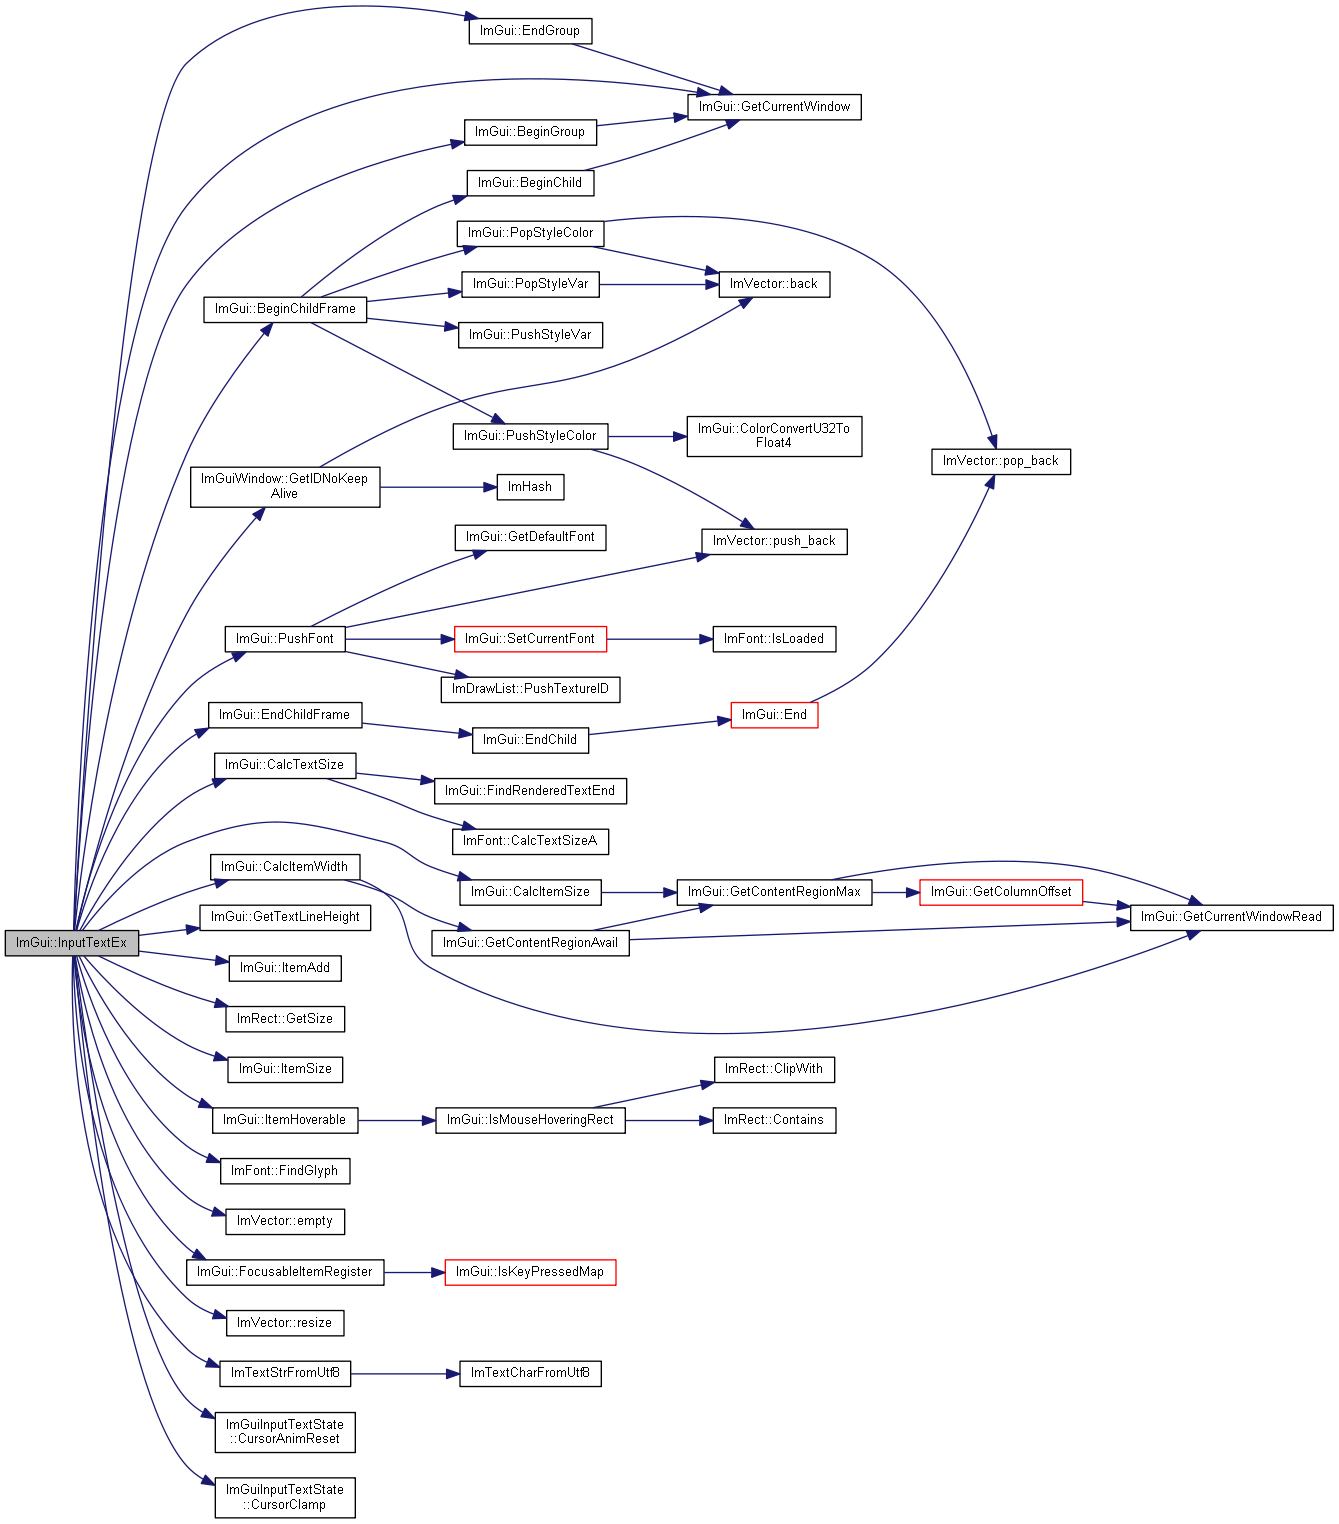 ImGui::EndGroup
ImGui::GetCurrentWindow
ImGui::BeginGroup
ImGui::BeginChild
ImGui::PopStyleColor
ImGui::PopStyleVar
ImVector::back
ImGui::BeginChildFrame
ImGui::PushStyleVar
ImGui::PushStyleColor
ImGui::ColorConvertU32To
Float4
ImVector::pop_back
ImGuiWindow::GetIDNoKeep
Alive
ImHash
ImGui::GetDefaultFont
ImVector::push_back
ImGui::PushFont
ImGui::SetCurrentFont
ImFont::IsLoaded
ImDrawList::PushTextureID
ImGui::EndChildFrame
ImGui::EndChild
ImGui::End
ImGui::CalcTextSize
ImGui::FindRenderedTextEnd
ImFont::CalcTextSizeA
ImGui::CalcItemWidth
ImGui::CalcItemSize
ImGui::GetContentRegionMax
ImGui::GetColumnOffset
ImGui::GetCurrentWindowRead
ImGui::GetTextLineHeight
ImGui::InputTextEx
ImGui::GetContentRegionAvail
ImGui::ItemAdd
ImRect::GetSize
ImGui::ItemSize
ImRect::ClipWith
ImGui::ItemHoverable
ImGui::IsMouseHoveringRect
ImRect::Contains
ImFont::FindGlyph
ImVector::empty
ImGui::FocusableItemRegister
ImGui::IsKeyPressedMap
ImVector::resize
ImTextStrFromUtf8
ImTextCharFromUtf8
ImGuiInputTextState
::CursorAnimReset
ImGuiInputTextState
::CursorClamp